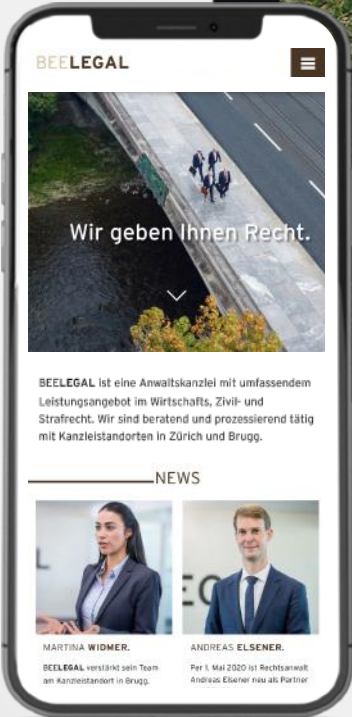 BEELEGAL
Wir geben Ihnen Recht.
BEELEGAL ist eine Anwaltskanzlei mit umfassendem
Leistungsangebot im Wirtschafts, Zivil- und
Strafrecht. Wir sind beratend und prozessierend tätig
mit Kanzleistandorten in Zürich und Brugg.
NEWS
MARTINA WIDMER.
BEELEGAL verstärkt sein Team
am Kanzleistandort in Brugg.
ANDREAS ELSENER.
Per 1. Mai 2020 ist Rechtsanwalt
Andreas Elsener neu als Partner